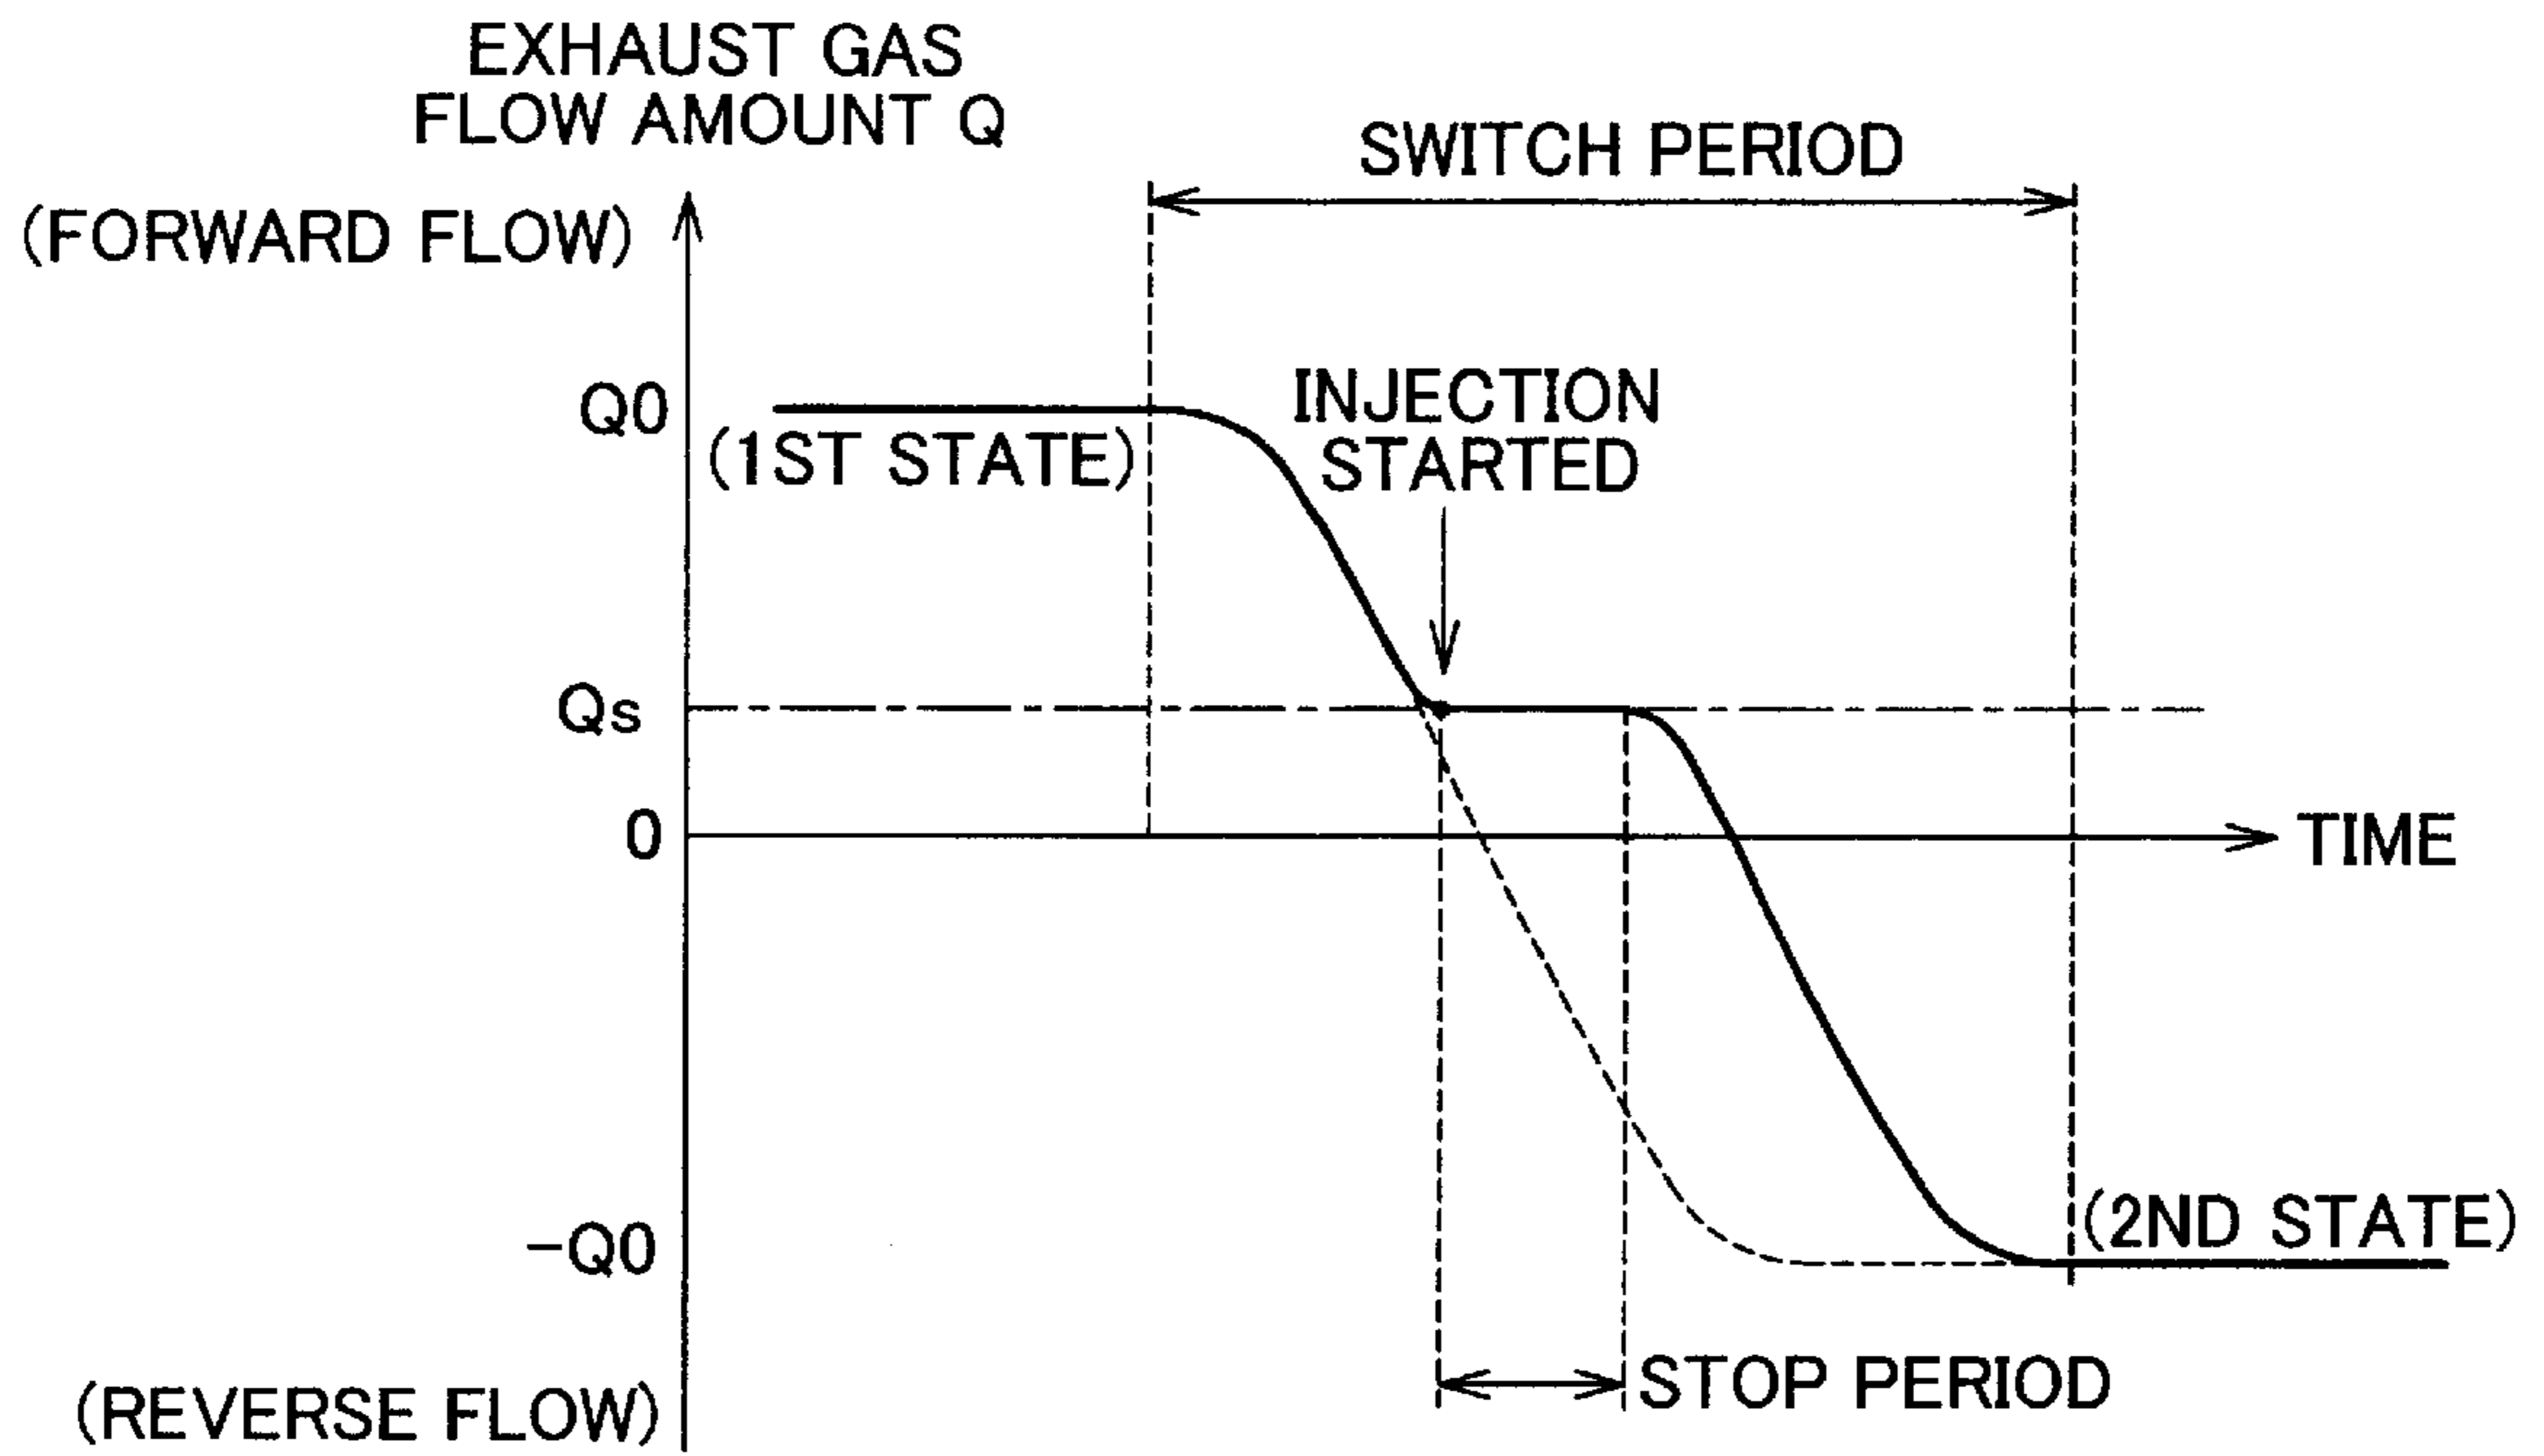 EXHAUST GAS
FLOW AMOUNT Q
(FORWARD FLOW)
SWITCH PERIOD
Q0
(1ST STATE)
INJECTION
STARTED
Qs
0
TIME
-Q0
(2ND STATE)
STOP PERIOD
(REVERSE FLOW)